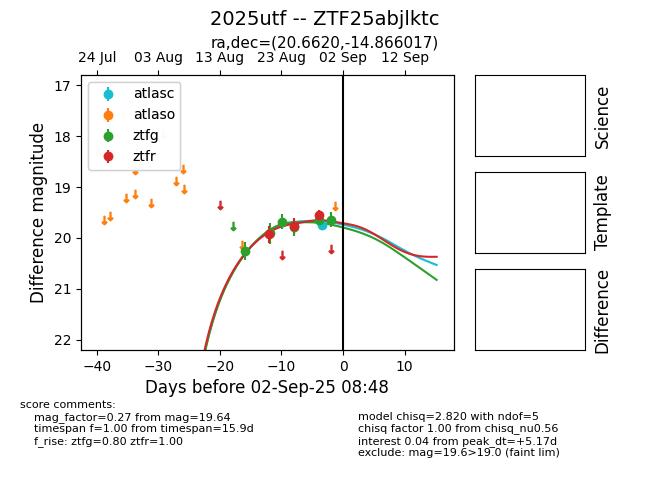 2025utf -- ZTF25abjlktc
ra,dec=(20.6620,-14.866017)
24 Jul 03 Aug 13 Aug 23 Aug 02 Sep 12 Sep
atlasc
atlaso
ztfg
ztfr
17
18
19
20
21
22
Difference magnitude
−40 −30 −20 −10 0 10
Days before 02-Sep-25 08:48
Science
Template
Difference
score comments:
mag_factor=0.27 from mag=19.64
timespan f=1.00 from timespan=15.9d
f_rise: ztfg=0.80 ztfr=1.00
model chisq=2.820 with ndof=5
chisq factor 1.00 from chisq_nu0.56
interest 0.04 from peak_dt=+5.17d
exclude: mag=19.6>19.0 (faint lim)